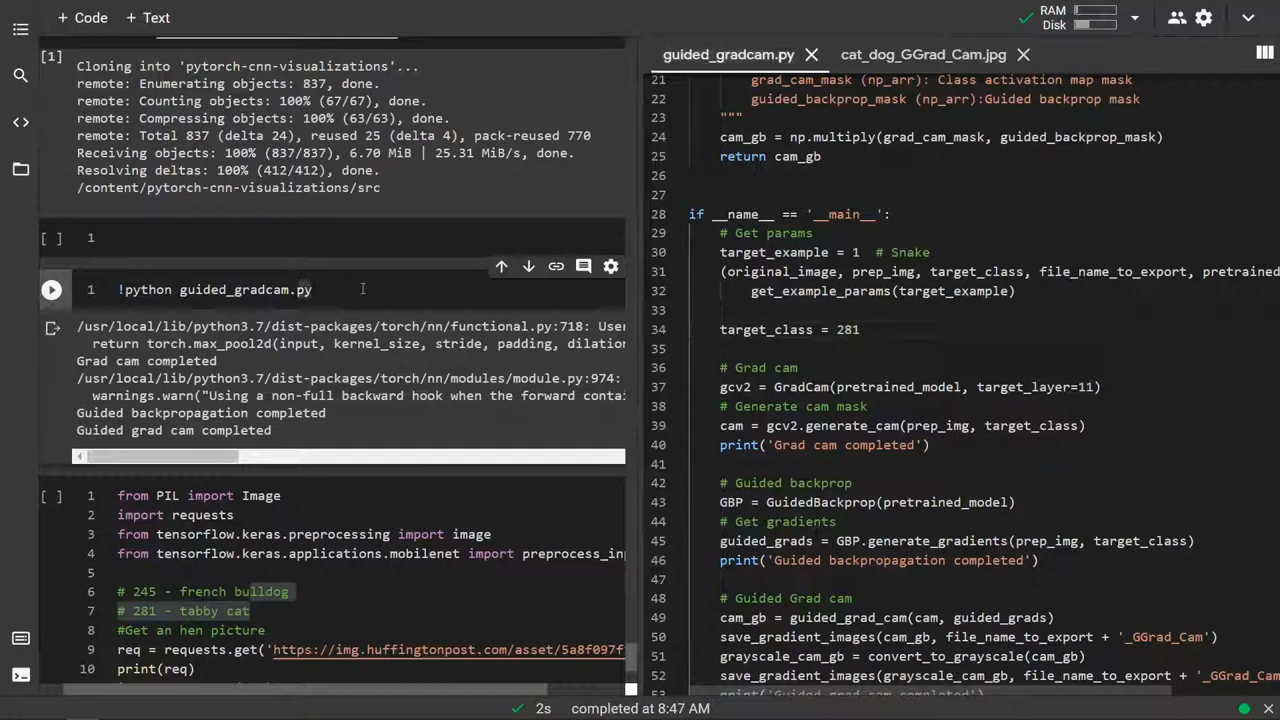 + Code + Text
RAM
Disk
[1]
Cloning into 'pytorch-cnn-visualizations'...
remote: Enumerating objects: 837, done.
remote: Counting objects: 100% (67/67), done.
remote: Compressing objects: 100% (63/63), done.
remote: Total 837 (delta 24), reused 25 (delta 4), pack-reused 770
Receiving objects: 100% (837/837), 6.70 MiB | 25.31 MiB/s, done.
Resolving deltas: 100% (412/412), done.
/content/pytorch-cnn-visualizations/src
[ ] 1
1 !python guided_gradcam.py
/usr/local/lib/python3.7/dist-packages/torch/nn/functional.py:718: User
return torch.max_pool2d(input, kernel_size, stride, padding, dilation
Grad cam completed
/usr/local/lib/python3.7/dist-packages/torch/nn/modules/module.py:974:
warnings.warn("Using a non-full backward hook when the forward contai
Guided backpropagation completed
Guided grad cam completed
[ ] 1 from PIL import Image
2 import requests
3 from tensorflow.keras.preprocessing import image
4 from tensorflow.keras.applications.mobilenet import preprocess_inp
5
6 # 245 - french bulldog
7 # 281 - tabby cat
8 #Get an hen picture
9 req = requests.get('https://img.huffingtonpost.com/asset/5a8f097f
10 print(req)
guided_gradcam.py cat_dog_GGrad_Cam.jpg
21 grad_cam_mask (np_arr): Class activation map mask
22 guided_backprop_mask (np_arr):Guided backprop mask
23 """
24 cam_gb = np.multiply(grad_cam_mask, guided_backprop_mask)
25 return cam_gb
26
27
28 if __name__ == '__main__':
29 # Get params
30 target_example = 1  # Snake
31 (original_image, prep_img, target_class, file_name_to_export, pretrained
32 get_example_params(target_example)
33
34 target_class = 281
35
36 # Grad cam
37 gcv2 = GradCam(pretrained_model, target_layer=11)
38 # Generate cam mask
39 cam = gcv2.generate_cam(prep_img, target_class)
40 print('Grad cam completed')
41
42 # Guided backprop
43 GBP = GuidedBackprop(pretrained_model)
44 # Get gradients
45 guided_grads = GBP.generate_gradients(prep_img, target_class)
46 print('Guided backpropagation completed')
47
48 # Guided Grad cam
49 cam_gb = guided_grad_cam(cam, guided_grads)
50 save_gradient_images(cam_gb, file_name_to_export + '_GGrad_Cam')
51 grayscale_cam_gb = convert_to_grayscale(cam_gb)
52 save_gradient_images(grayscale_cam_gb, file_name_to_export + '_GGrad_Cam
53 print('Guided grad cam completed')
2s completed at 8:47 AM